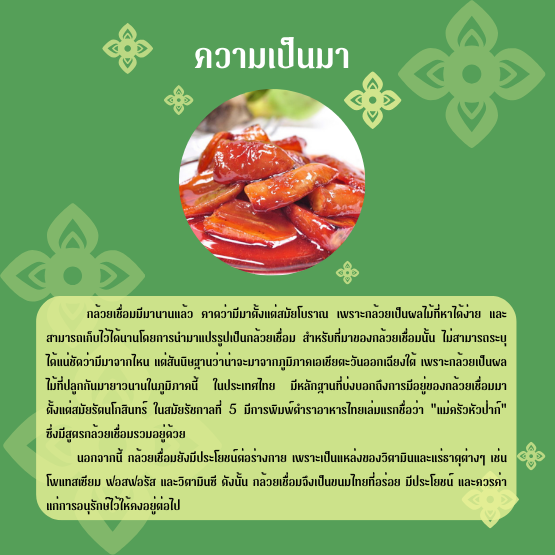 ความเป็นมา
กล้วยเชื่อมมีมานานแล้ว คาดว่ามีมาตั้งแต่สมัยโบราณ เพราะกล้วยเป็นผลไม้ที่หาได้ง่าย และ
สามารถเก็บไว้ได้นานโดยการนำมาแปรรูปเป็นกล้วยเชื่อม สำหรับที่มาของกล้วยเชื่อมนั้น ไม่สามารถระบุ
ได้แน่ชัดว่ามีมาจากไหน แต่สันนิษฐานว่าน่าจะมาจากภูมิภาคเอเชียตะวันออกเฉียงใต้ เพราะกล้วยเป็นผล
ไม้ที่ปลูกกันมายาวนานในภูมิภาคนี้ ในประเทศไทย มีหลักฐานที่บ่งบอกถึงการมีอยู่ของกล้วยเชื่อมมา
ตั้งแต่สมัยรัตนโกสินทร์ ในสมัยรัชกาลที่ 5 มีการพิมพ์ตำราอาหารไทยเล่มแรกชื่อว่า "แม่ครัวหัวป่าก์"
ซึ่งมีสูตรกล้วยเชื่อมรวมอยู่ด้วย
นอกจากนี้ กล้วยเชื่อมยังมีประโยชน์ต่อร่างกาย เพราะเป็นแหล่งของวิตามินและแร่ธาตุต่างๆ เช่น
โพแทสเซียม ฟอสฟอรัส และวิตามินซี ดังนั้น กล้วยเชื่อมจึงเป็นขนมไทยที่อร่อย มีประโยชน์ และควรค่า
แก่การอนุรักษ์ไว้ให้คงอยู่ต่อไป